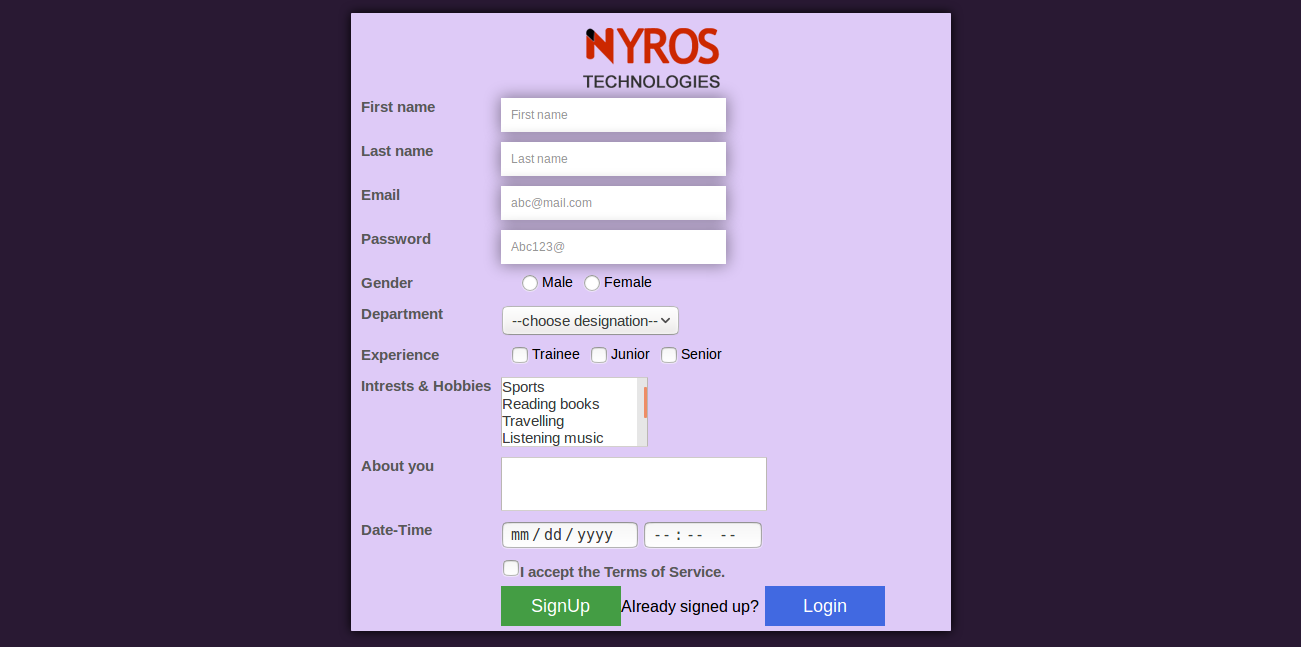 NYROS
TECHNOLOGIES
First name First name
Last name Last name
Email abc@mail.com
Password Abc123@
Gender Male Female
Department --choose designation--
Experience Trainee Junior Senior
Intrests & Hobbies Sports
Reading books
Travelling
Listening music
About you
Date-Time mm/dd/yyyy --:-- --
I accept the Terms of Service.
SignUp Already signed up? Login